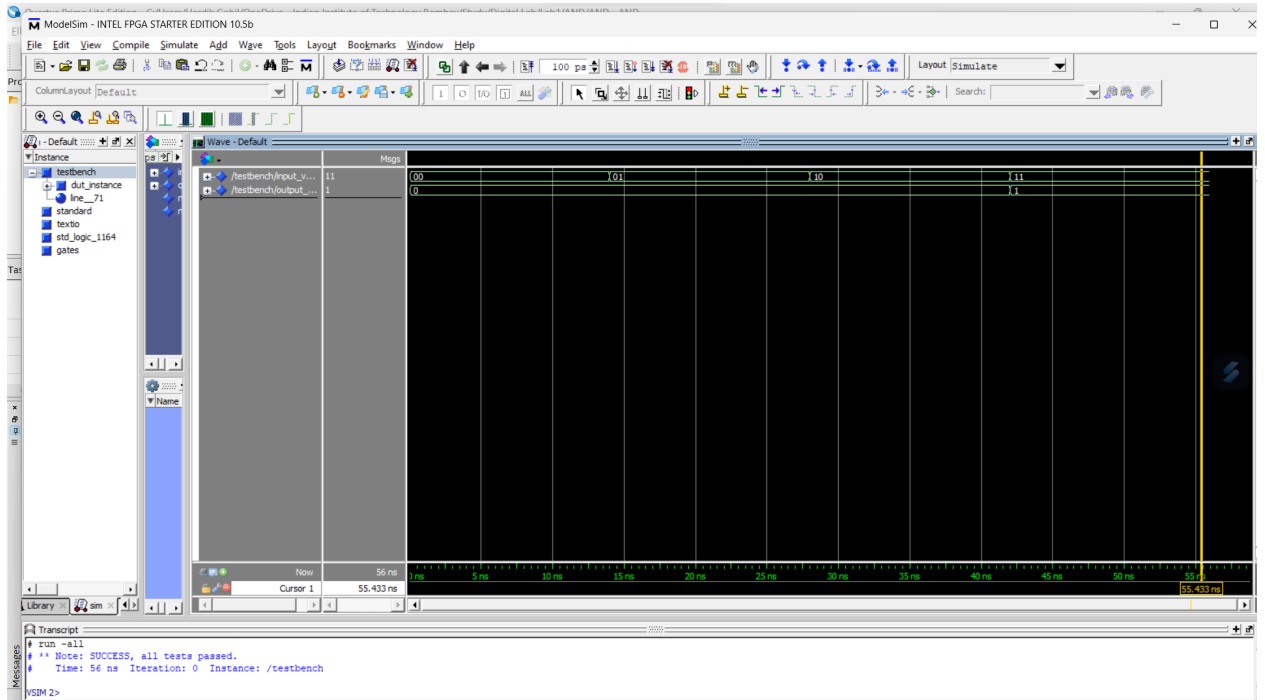 ModelSim - INTEL FPGA STARTER EDITION 10.5b
File Edit View Compile Simulate Add Wave Tools Layout Bookmarks Window Help
100 ps
Layout Simulate
ColumnLayout Default
Search:
- Default
Wave - Default
Instance
Msgs
testbench
dut_instance
line__71
standard
textio
std_logic_1164
gates
/testbench/input_v... 11 00 01 10 11
/testbench/output_... 1 0 1
Name
Now 56 ns
5 ns 10 ns 15 ns 20 ns 25 ns 30 ns 35 ns 40 ns 45 ns 50 ns
Cursor 1 55.433 ns 55.433 ns
Library sim
Transcript
# run -all
# ** Note: SUCCESS, all tests passed.
# Time: 56 ns Iteration: 0 Instance: /testbench
VSIM 2>
Messages